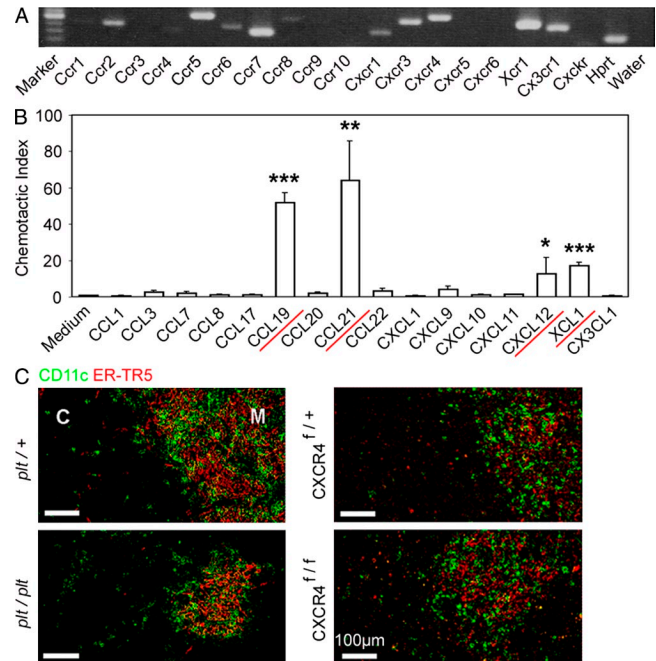 A
Marker Ccr1 Ccr2 Ccr3 Ccr4 Ccr5 Ccr6 Ccr7 Ccr8 Ccr9 Ccr10 Cxcr1 Cxcr3 Cxcr4 Cxcr5 Cxcr6 Xcr1 Cx3cr1 Cxckr Hprt Water
B
Chemotactic Index
100
80
60
40
20
0
*** ** * ***
Medium CCL1 CCL3 CCL7 CCL8 CCL17 CCL19 CCL20 CCL21 CCL22 CXCL1 CXCL9 CXCL10 CXCL11 CXCL12 XCL1 CX3CL1
C
CD11c ER-TR5
plt / +
C M
CXCR4 f / +
plt / plt
CXCR4 f / f
100µm